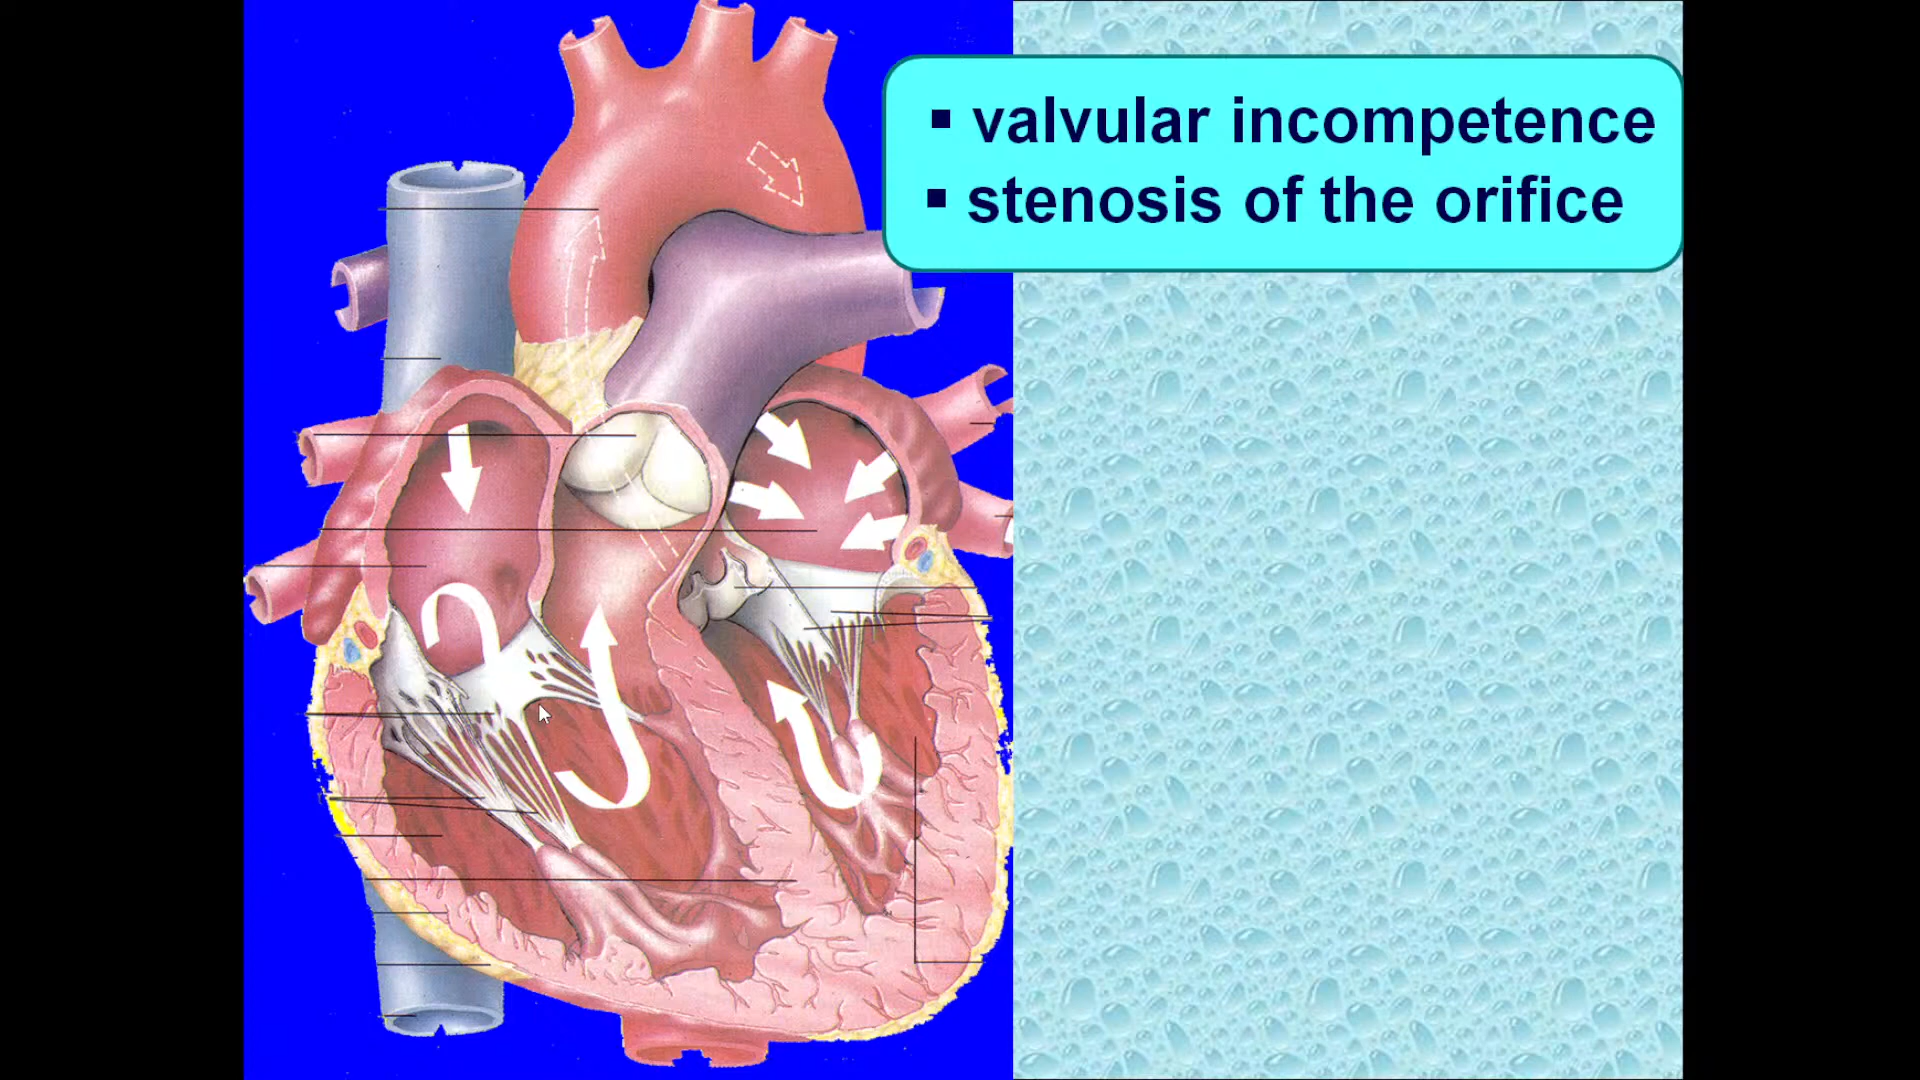 ▪ valvular incompetence
▪ stenosis of the orifice